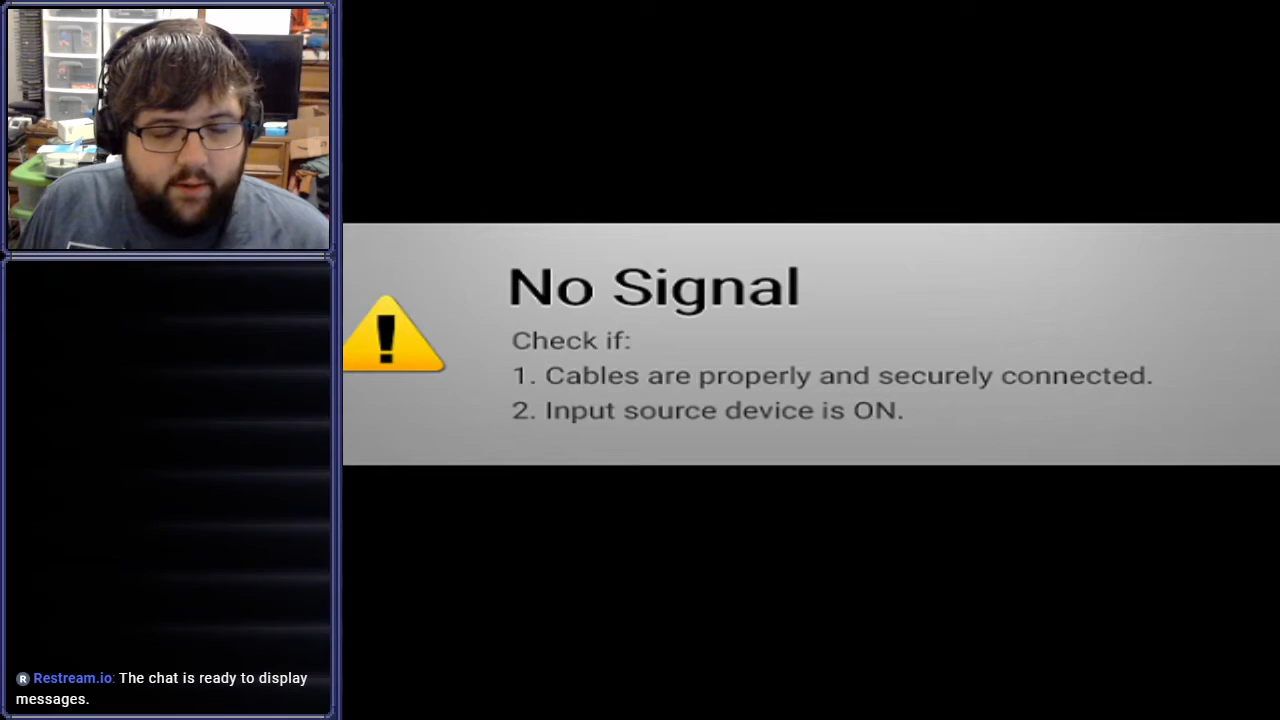 No Signal
Check if:
1. Cables are properly and securely connected.
2. Input source device is ON.
R Restream.io: The chat is ready to display
messages.